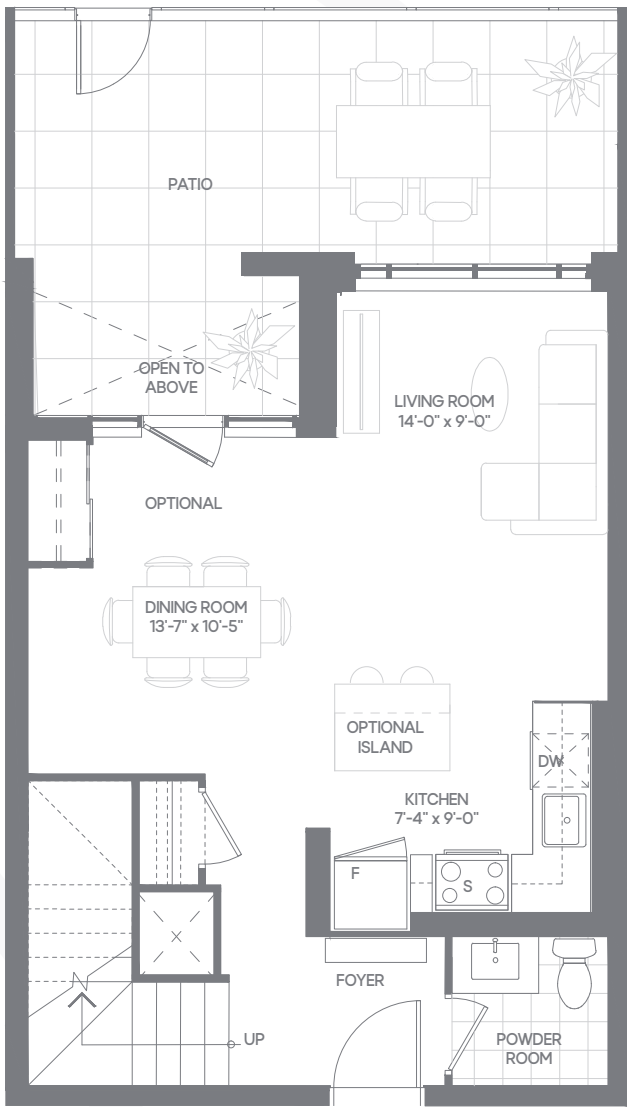 PATIO
OPEN TO
ABOVE
LIVING ROOM
14'-0" x 9'-0"
OPTIONAL
DINING ROOM
13'-7" x 10'-5"
OPTIONAL
ISLAND
DW
KITCHEN
7'-4" x 9'-0"
F
S
FOYER
UP
POWDER
ROOM